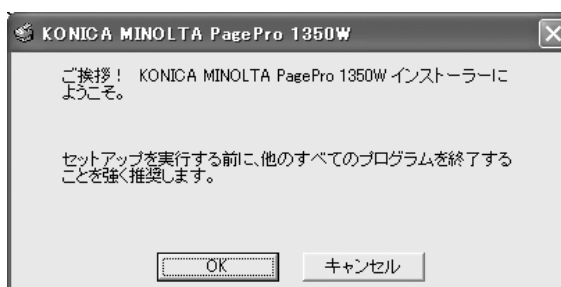 KONICA MINOLTA PagePro 1350W
ご挨拶！ KONICA MINOLTA PagePro 1350W インストーラーに
ようこそ。
セットアップを実行する前に、他のすべてのプログラムを終了する
ことを強く推奨します。
OK
キャンセル